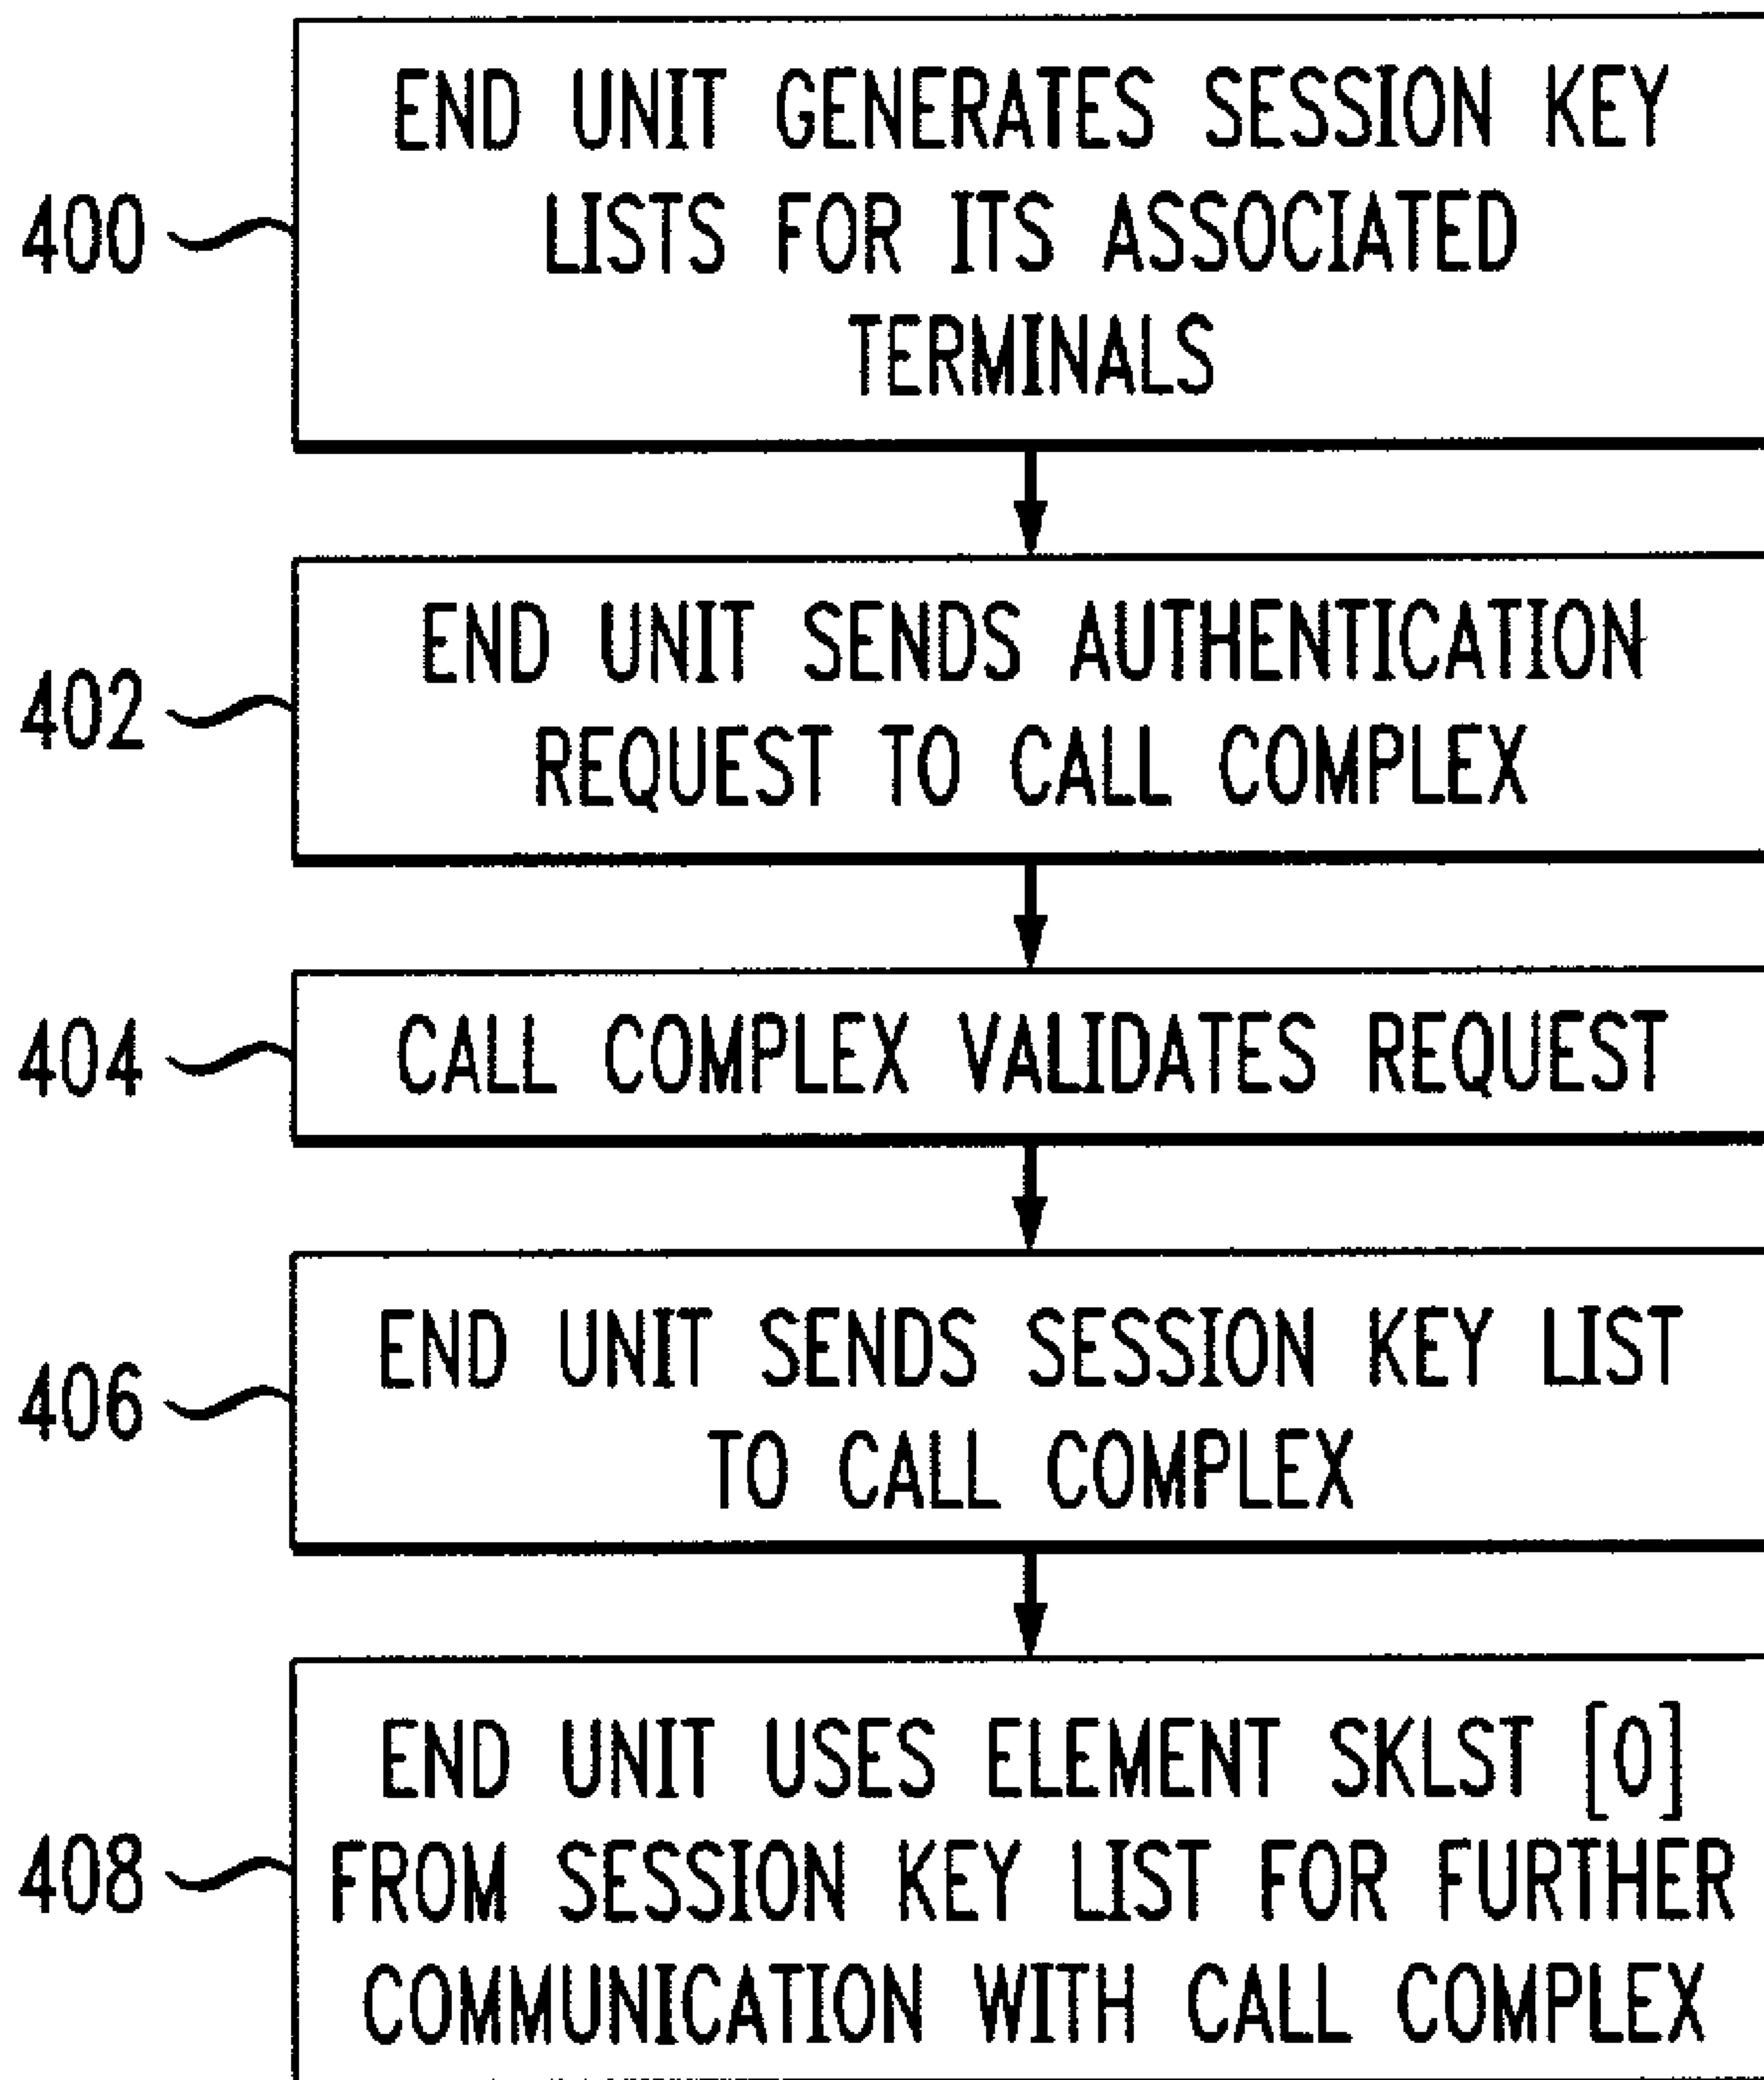 END UNIT GENERATES SESSION KEY
LISTS FOR ITS ASSOCIATED
TERMINALS
400
END UNIT SENDS AUTHENTICATION
REQUEST TO CALL COMPLEX
402
CALL COMPLEX VALIDATES REQUEST
404
END UNIT SENDS SESSION KEY LIST
TO CALL COMPLEX
406
END UNIT USES ELEMENT SKLST [0]
FROM SESSION KEY LIST FOR FURTHER
COMMUNICATION WITH CALL COMPLEX
408